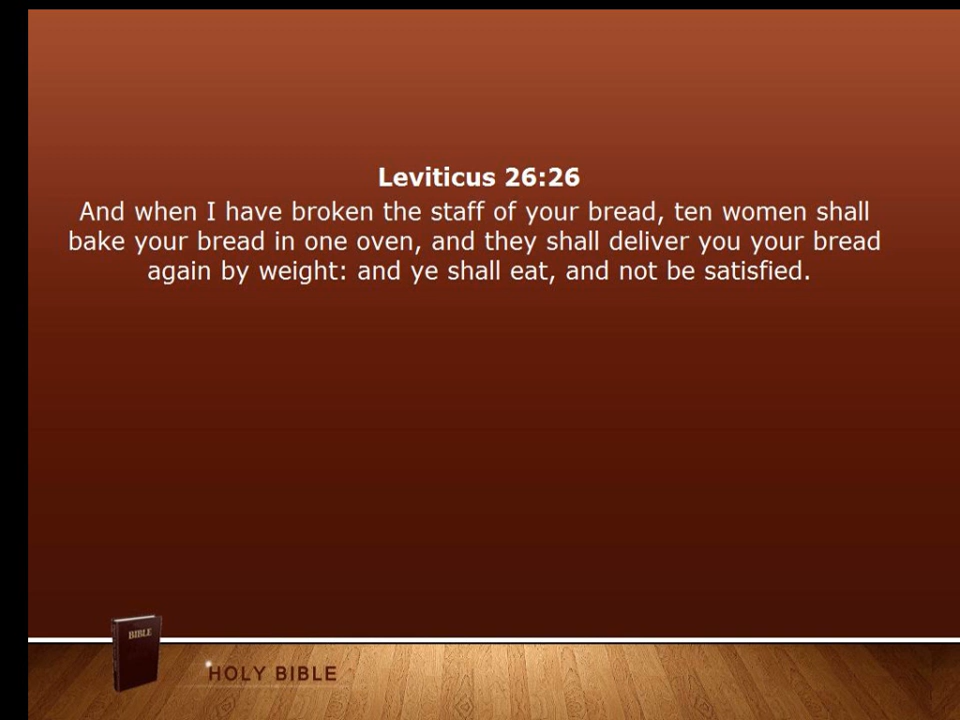 Leviticus 26:26
And when I have broken the staff of your bread, ten women shall
bake your bread in one oven, and they shall deliver you your bread
again by weight: and ye shall eat, and not be satisfied.
BIBLE
HOLY BIBLE